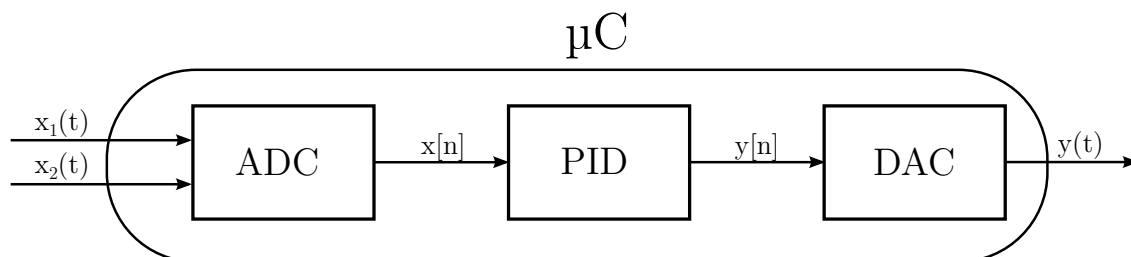 µC
x₁(t)
x₂(t)
ADC
x[n]
PID
y[n]
DAC
y(t)